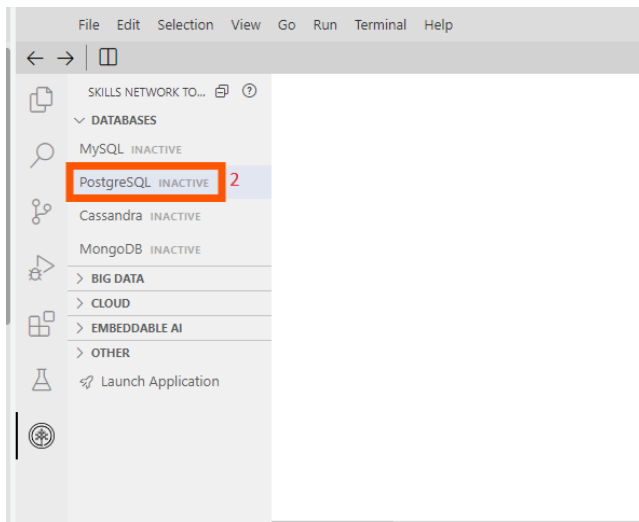 File Edit Selection View Go Run Terminal Help
SKILLS NETWORK TO...
DATABASES
MySQL INACTIVE
PostgreSQL INACTIVE 2
Cassandra INACTIVE
MongoDB INACTIVE
BIG DATA
CLOUD
EMBEDDABLE AI
OTHER
Launch Application